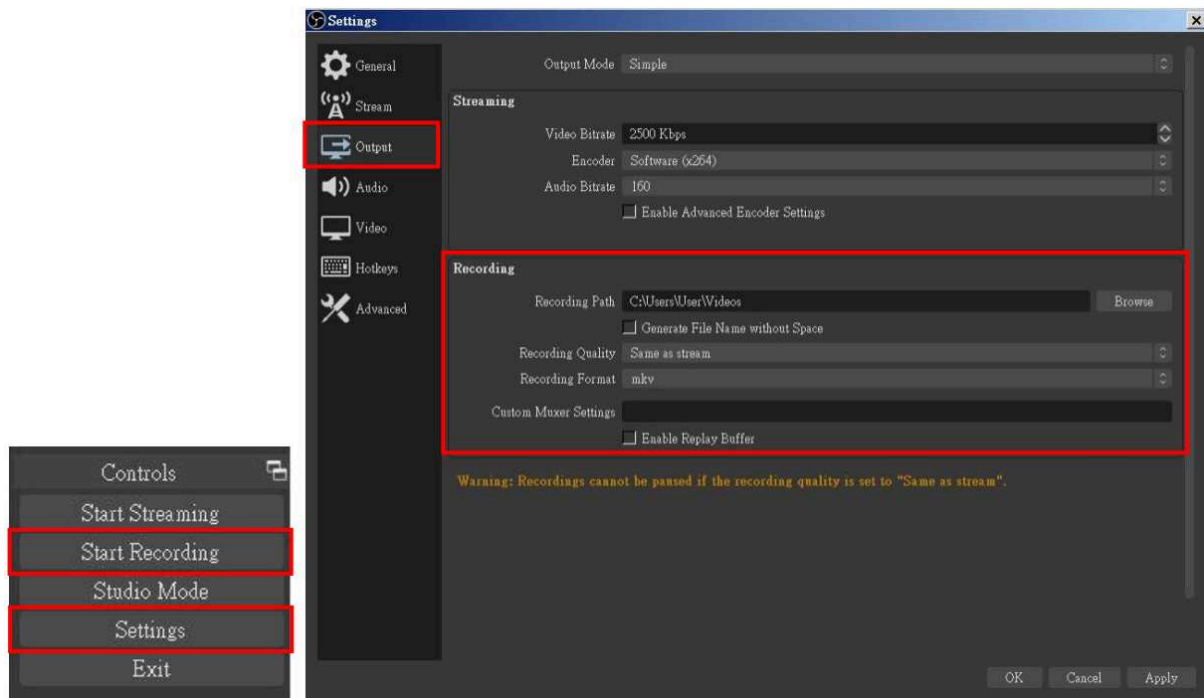 Settings
General
Stream
Output
Audio
Video
Hotkeys
Advanced
Output Mode Simple
Streaming
Video Bitrate 2500 Kbps
Encoder Software (x264)
Audio Bitrate 160
Enable Advanced Encoder Settings
Recording
Recording Path C:\Users\User\Videos Browse
Generate File Name without Space
Recording Quality Same as stream
Recording Format mkv
Custom Muxer Settings
Enable Replay Buffer
Warning: Recordings cannot be paused if the recording quality is set to "Same as stream".
OK Cancel Apply
Controls
Start Streaming
Start Recording
Studio Mode
Settings
Exit